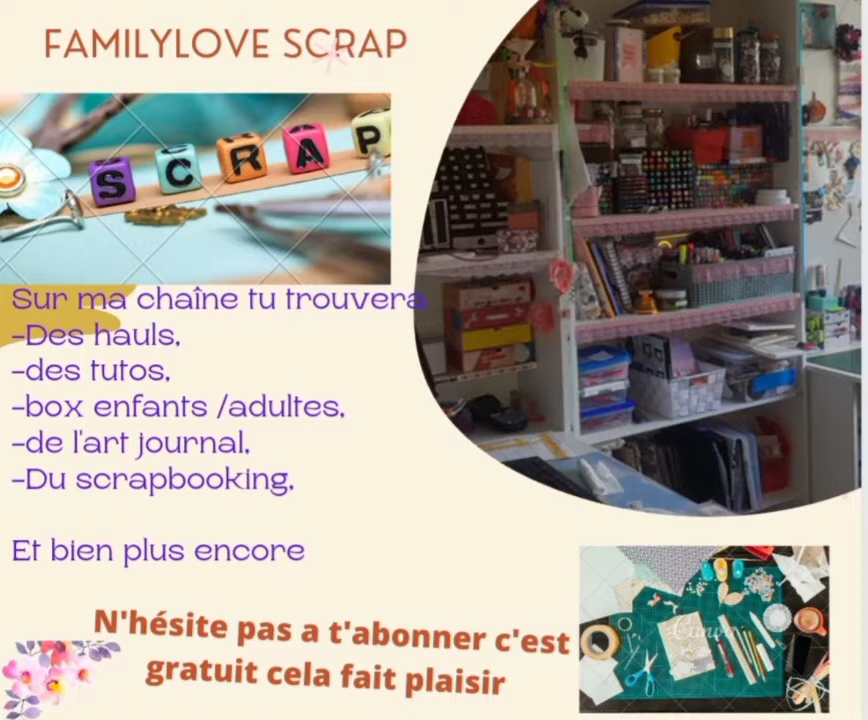 FAMILYLOVE SCRAP
SCRAP
Sur ma chaîne tu trouvera
-Des hauls,
-des tutos,
-box enfants /adultes,
-de l'art journal,
-Du scrapbooking,
Et bien plus encore
N'hésite pas a t'abonner c'est
gratuit cela fait plaisir
Canva